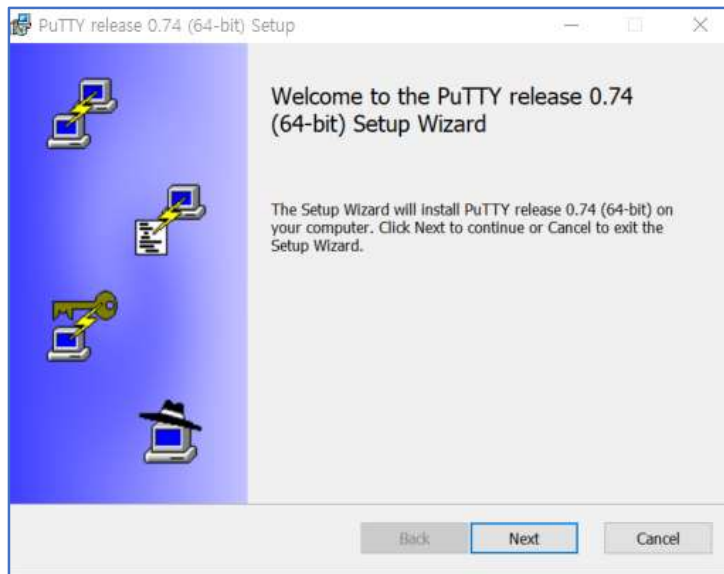 PuTTY release 0.74 (64-bit) Setup
Welcome to the PuTTY release 0.74
(64-bit) Setup Wizard
The Setup Wizard will install PuTTY release 0.74 (64-bit) on
your computer. Click Next to continue or Cancel to exit the
Setup Wizard.
Back
Next
Cancel